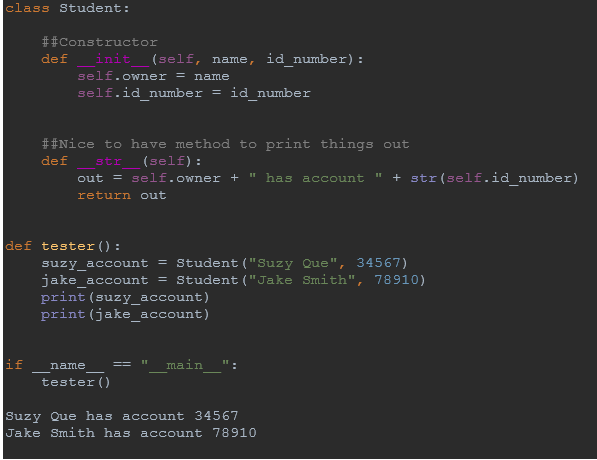 class Student:
##Constructor
def __init__(self, name, id_number):
self.owner = name
self.id_number = id_number
##Nice to have method to print things out
def __str__(self):
out = self.owner + " has account " + str(self.id_number)
return out
def tester():
suzy_account = Student("Suzy Que", 34567)
jake_account = Student("Jake Smith", 78910)
print(suzy_account)
print(jake_account)
if __name__ == "__main__":
tester()
Suzy Que has account 34567
Jake Smith has account 78910